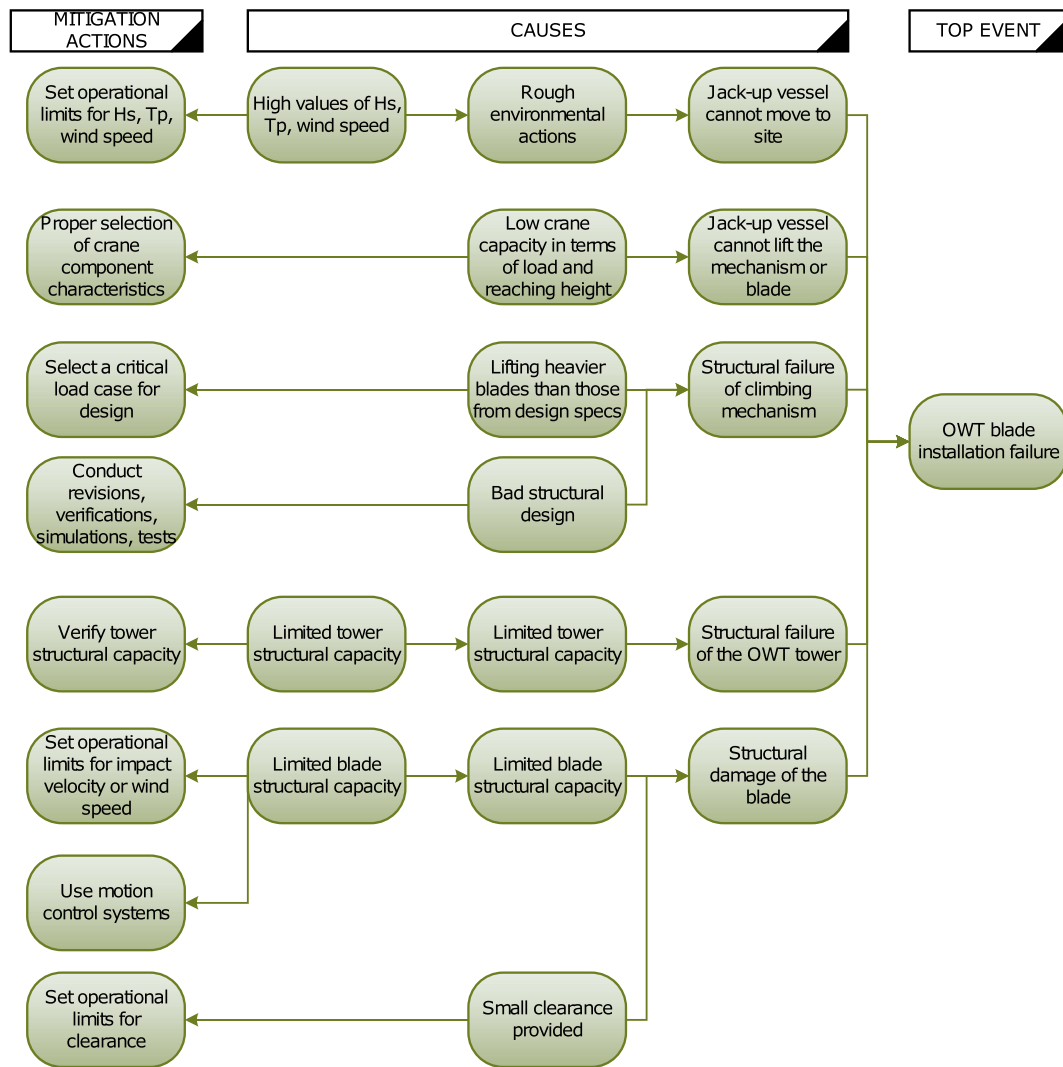 MITIGATION
ACTIONS
CAUSES
TOP EVENT
Set operational
limits for Hs, Tp,
wind speed
High values of Hs,
Tp, wind speed
Rough
environmental
actions
Jack-up vessel
cannot move to
site
Proper selection
of crane
component
characteristics
Low crane
capacity in terms
of load and
reaching height
Jack-up vessel
cannot lift the
mechanism or
blade
Select a critical
load case for
design
Lifting heavier
blades than those
from design specs
Structural failure
of climbing
mechanism
OWT blade
installation failure
Conduct
revisions,
verifications,
simulations, tests
Bad structural
design
Verify tower
structural capacity
Limited tower
structural capacity
Limited tower
structural capacity
Structural failure
of the OWT tower
Set operational
limits for impact
velocity or wind
speed
Limited blade
structural capacity
Limited blade
structural capacity
Structural
damage of the
blade
Use motion
control systems
Set operational
limits for
clearance
Small clearance
provided